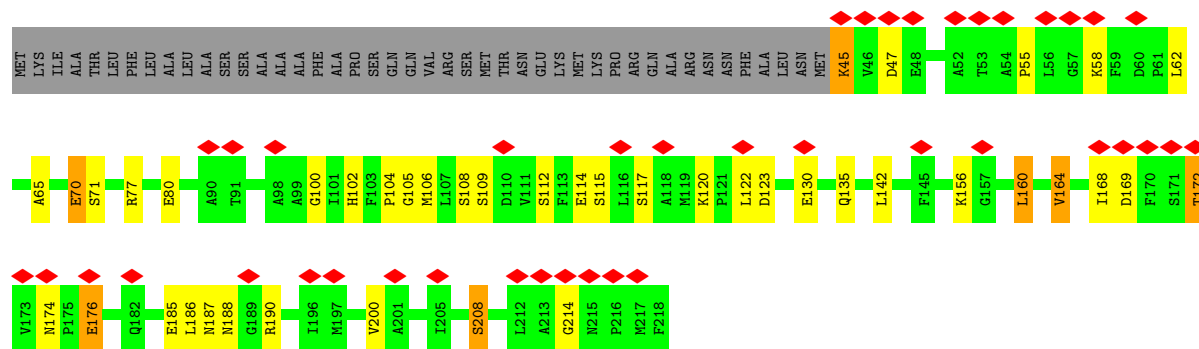 MET LYS ILE ALA THR LEU PHE LEU ALA LEU ALA SER SER ALA ALA ALA PHE ALA PRO SER GLN GLN VAL ARG SER MET THR ASN GLU LYS MET LYS PRO ARG GLN ALA ARG ASN ASN PHE ALA LEU ASN MET K45 V46 D47 E48 A52 T53 A54 P55 L56 G57 K58 F59 D60 P61 L62
A65 E70 S71 R77 E80 A90 T91 A98 A99 G100 I101 H102 F103 P104 G105 M106 L107 S108 S109 D110 V111 S112 F113 E114 S115 L116 S117 A118 M119 K120 P121 L122 D123 E130 Q135 L142 F145 K156 G157 L160 V164 I168 D169 F170 S171 T172
V173 N174 P175 E176 Q182 E185 L186 N187 N188 G189 R190 I196 M197 V200 A201 I205 S208 L212 A213 G214 N215 P216 M217 F218